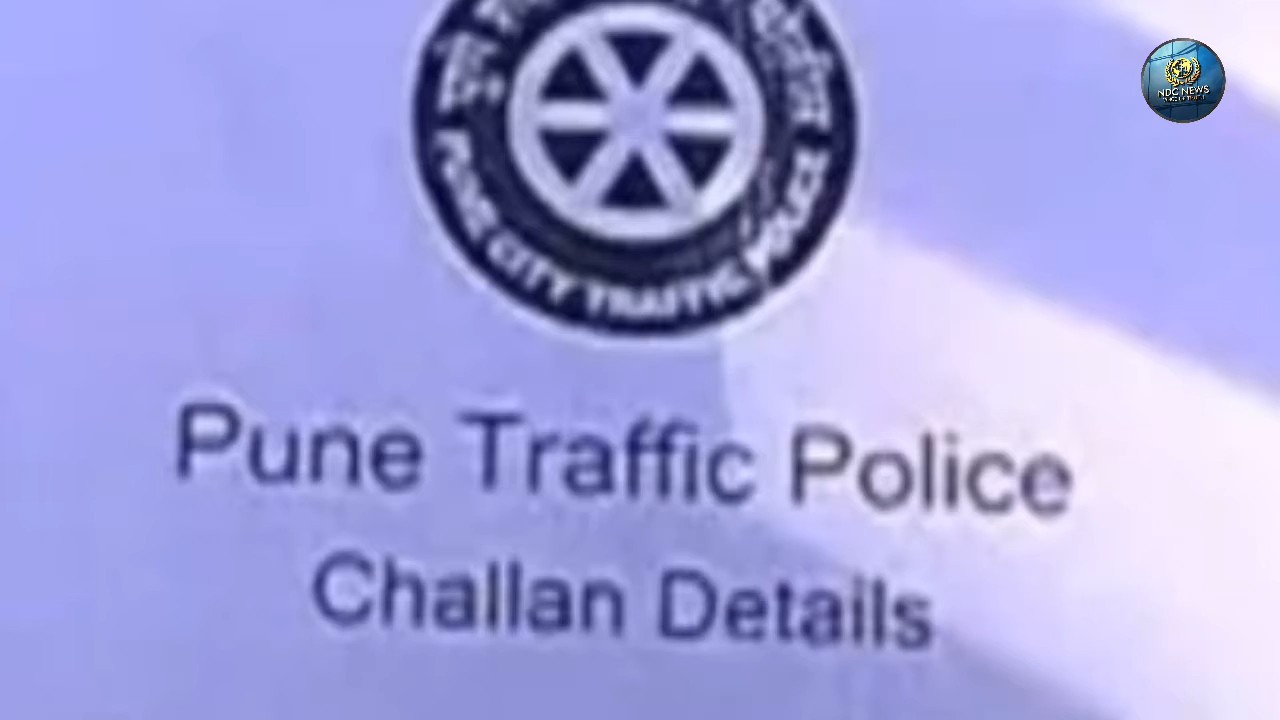 PUNE CITY TRAFFIC POLICE
NDC NEWS
Pune Traffic Police
Challan Details